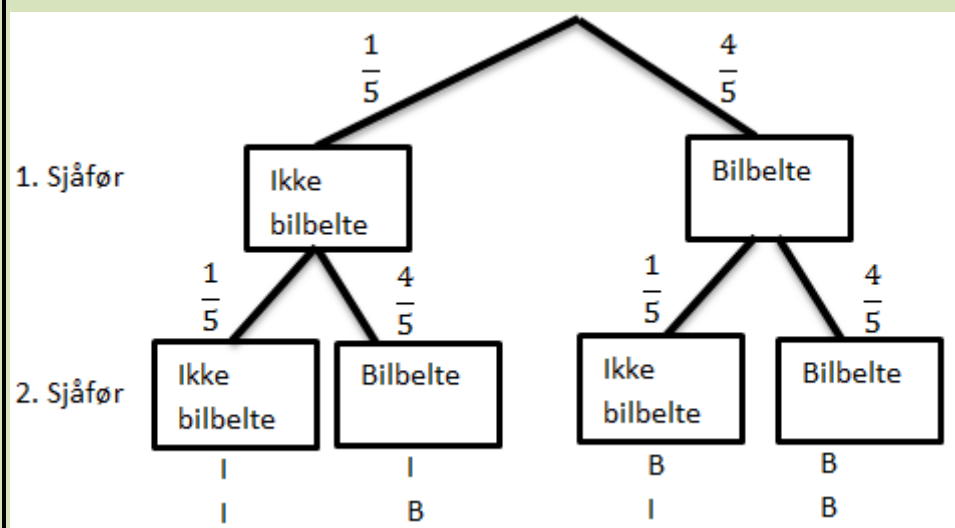 1/5 4/5
1. Sjåfør
Ikke
bilbelte
Bilbelte
1/5 4/5 1/5 4/5
2. Sjåfør
Ikke
bilbelte
Bilbelte
Ikke
bilbelte
Bilbelte
I I B B
I B I B